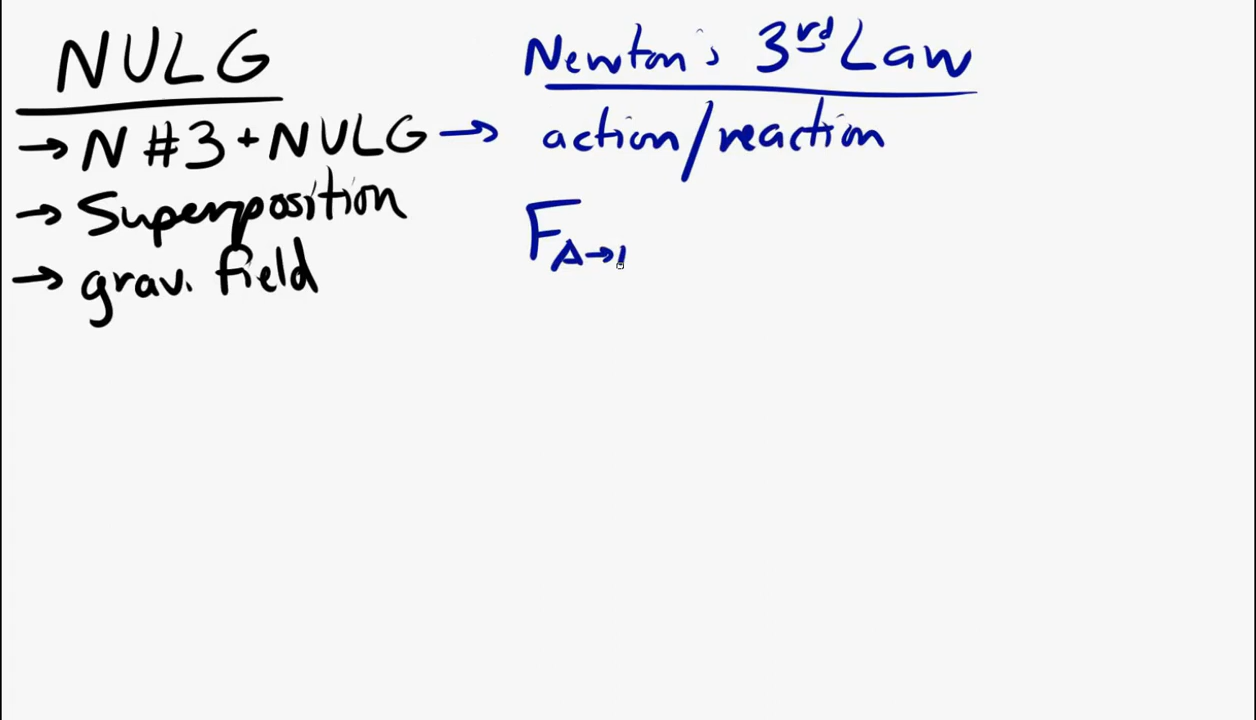 NULG
→ N #3 + NULG →
→ Superposition
→ grav. field
Newton's 3rd Law
action/reaction
F A→